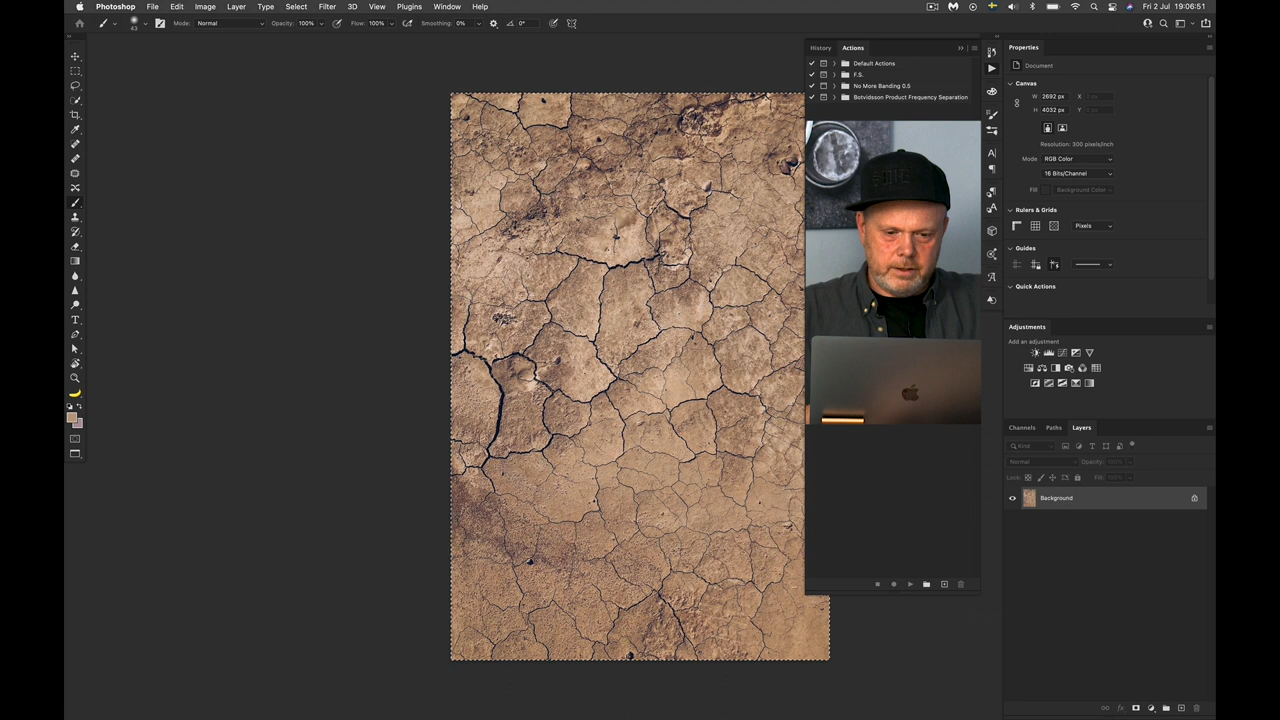 Photoshop File Edit Image Layer Type Select Filter 3D View Plugins Window Help Fri 2 Jul 19:06:51
43 Mode: Normal Opacity: 100% Flow: 100% Smoothing: 0% 0°
History Actions
Default Actions
F.S.
No More Banding 0.5
Botvidsson Product Frequency Separation
Properties
Document
Canvas
W 2692 px X
H 4032 px Y
Resolution: 300 pixels/inch
Mode RGB Color
16 Bits/Channel
Fill Background Color
Rulers & Grids
Pixels
Guides
Quick Actions
Adjustments
Add an adjustment
Channels Paths Layers
Kind
Normal Opacity: 100%
Lock: Fill: 100%
Background